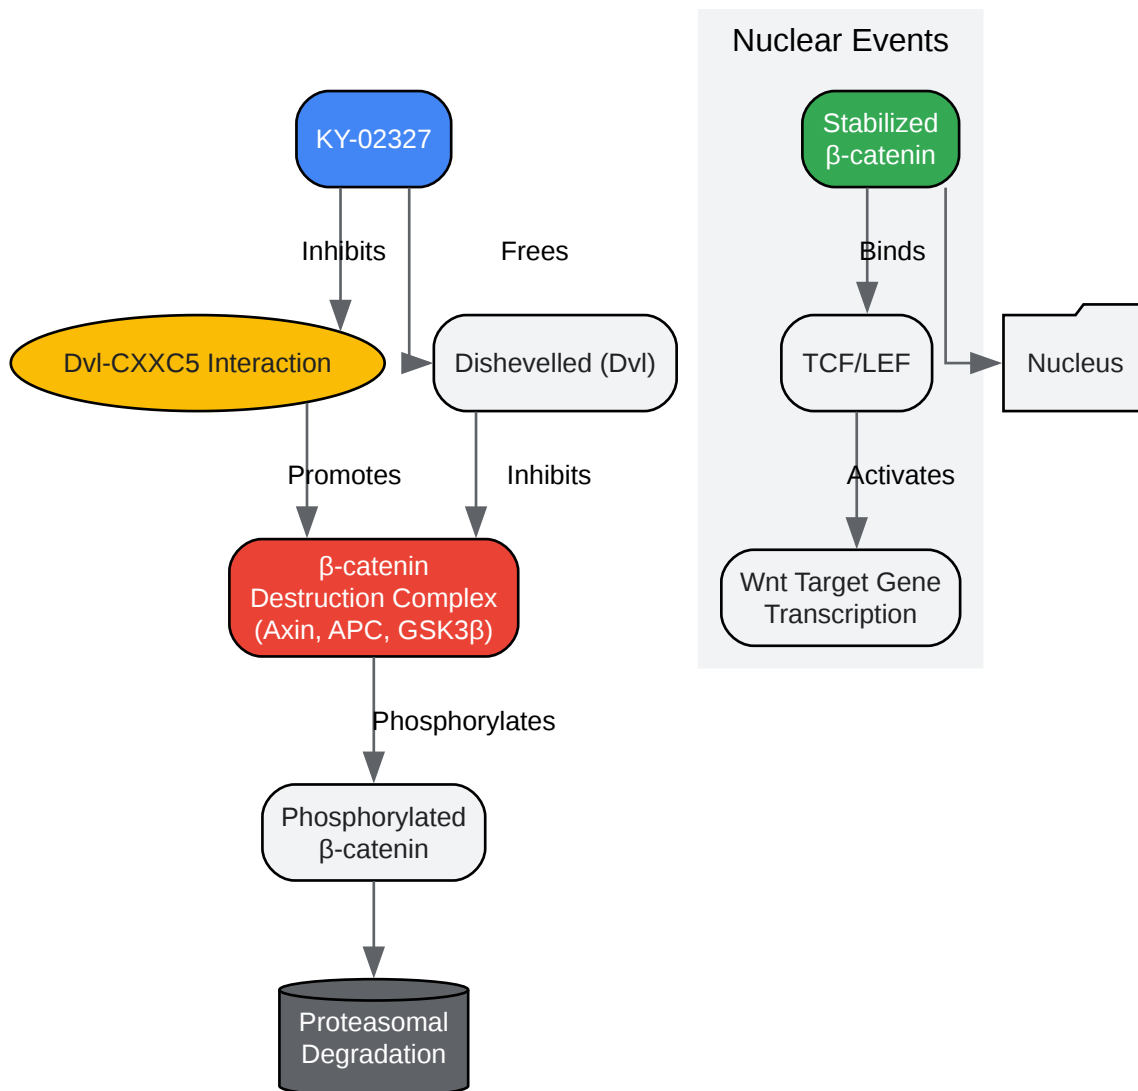 Nuclear Events
KY-02327
Stabilized
β-catenin
Inhibits
Frees
Binds
Dvl-CXXC5 Interaction
Dishevelled (Dvl)
TCF/LEF
Nucleus
Promotes
Inhibits
Activates
β-catenin
Destruction Complex
(Axin, APC, GSK3β)
Wnt Target Gene
Transcription
Phosphorylates
Phosphorylated
β-catenin
Proteasomal
Degradation